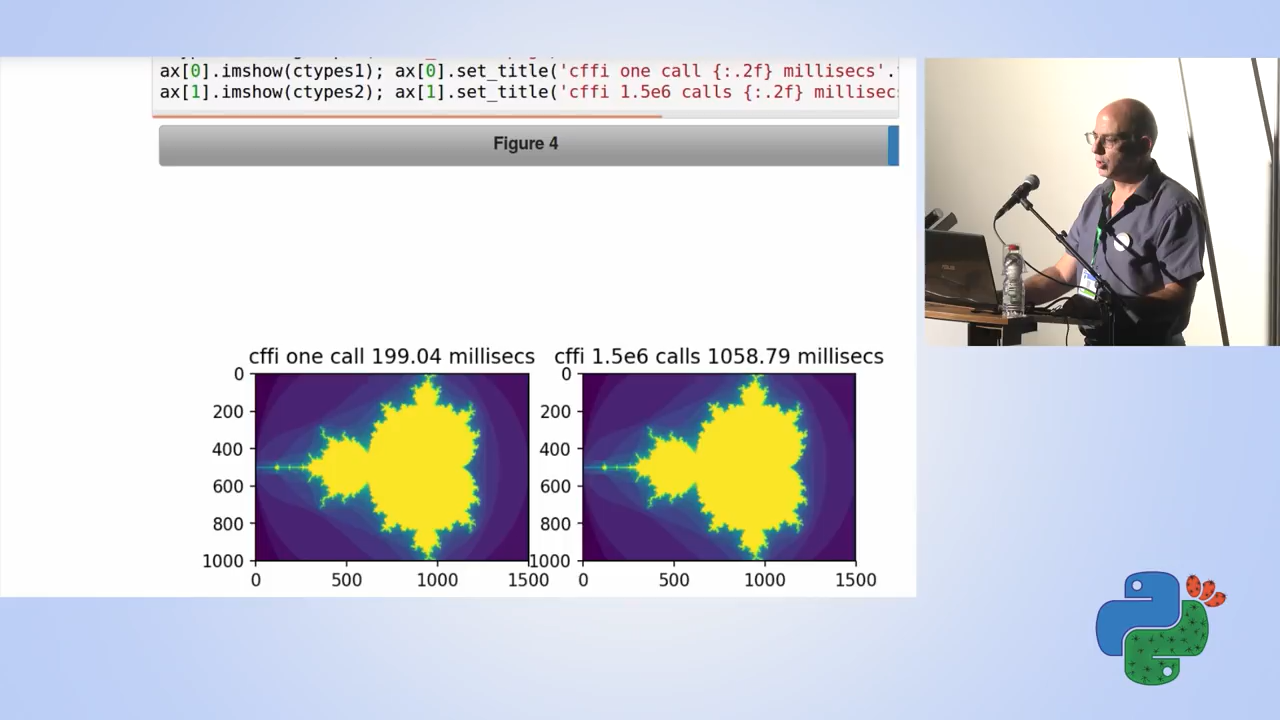 ax[0].imshow(ctypes1); ax[0].set_title('cffi one call {:.2f} millisecs'.
ax[1].imshow(ctypes2); ax[1].set_title('cffi 1.5e6 calls {:.2f} millisec
Figure 4
cffi one call 199.04 millisecs
cffi 1.5e6 calls 1058.79 millisecs
0
200
400
600
800
1000
0 500 1000 1500
0
200
400
600
800
1000
0 500 1000 1500
ASUS